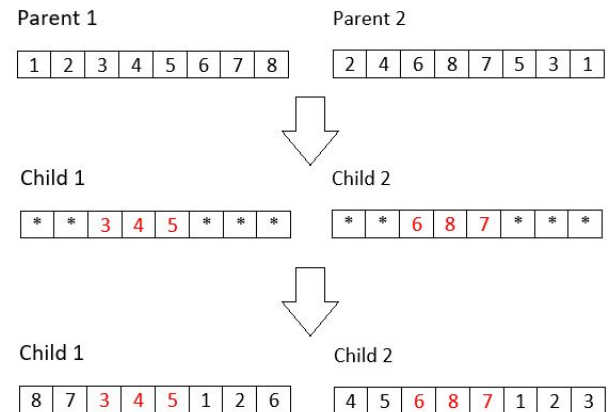 Parent 1 Parent 2
1 2 3 4 5 6 7 8 2 4 6 8 7 5 3 1
Child 1 Child 2
* * 3 4 5 * * * * * 6 8 7 * * *
Child 1 Child 2
8 7 3 4 5 1 2 6 4 5 6 8 7 1 2 3